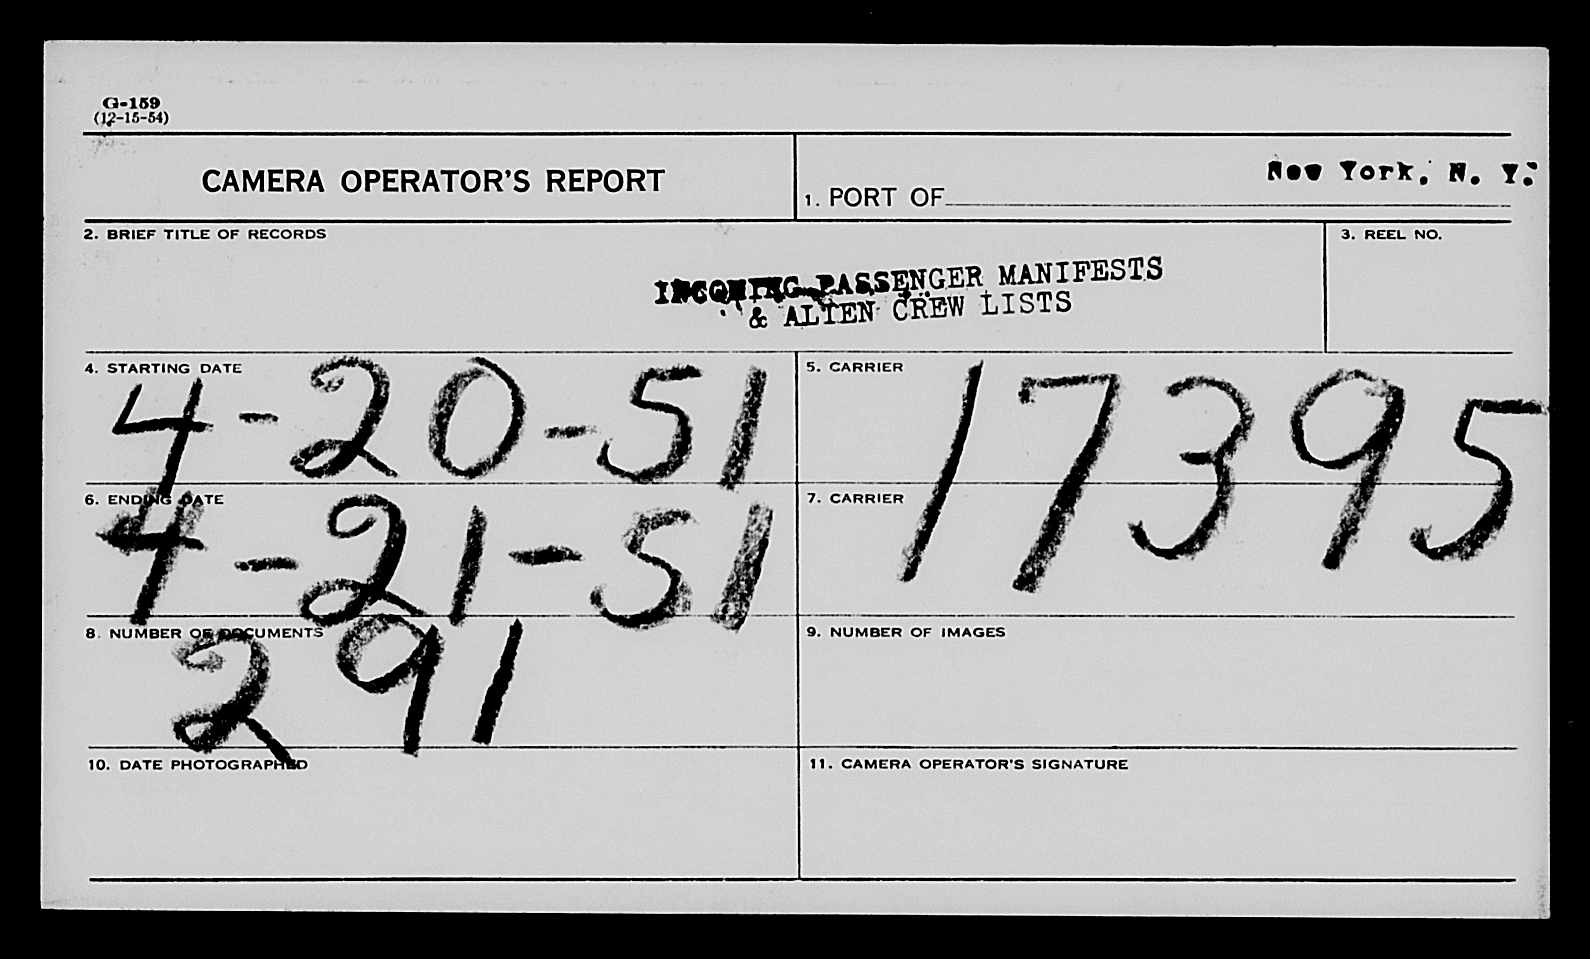 G-159
(12-15-54)
CAMERA OPERATOR'S REPORT
1. PORT OF New York, N. Y.
2. BRIEF TITLE OF RECORDS
INCOMING PASSENGER MANIFESTS
& ALIEN CREW LISTS
3. REEL NO.
4. STARTING DATE
4-20-51
5. CARRIER
17395
6. ENDING DATE
4-21-51
7. CARRIER
8. NUMBER OF DOCUMENTS
291
9. NUMBER OF IMAGES
10. DATE PHOTOGRAPHED
11. CAMERA OPERATOR'S SIGNATURE